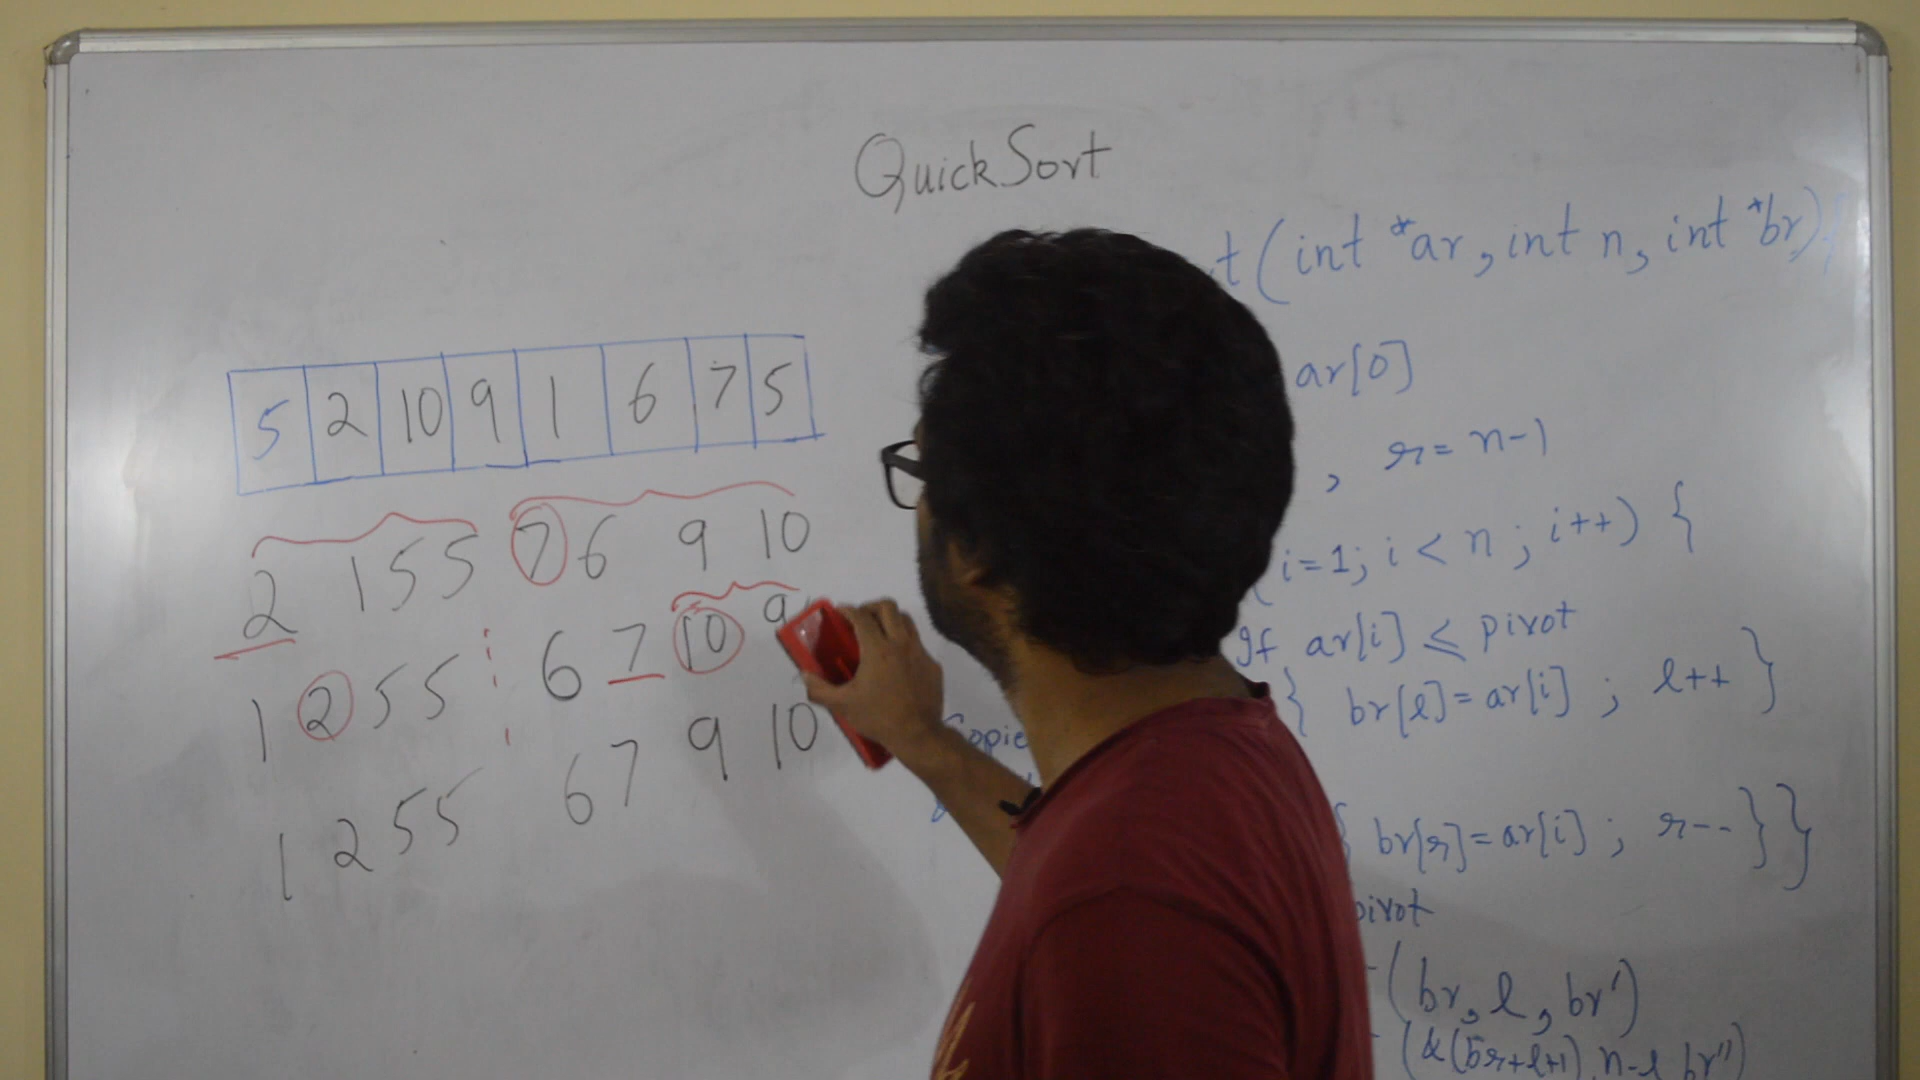 QuickSort
5 2 10 9 1 6 7 5
2 1 5 5 7 6 9 10
1 2 5 5 6 7 10 9
1 2 5 5 6 7 9 10
t(int *ar, int n, int *br)
ar[0]
, r=n-1
i=1; i<n; i++) {
If ar[i] ≤ pivot
{ br[l]=ar[i] ; l++ }
{ br[r]=ar[i] ; r-- } }
pivot
(br, l, br')
(&(br+l+1), n-l, br'')